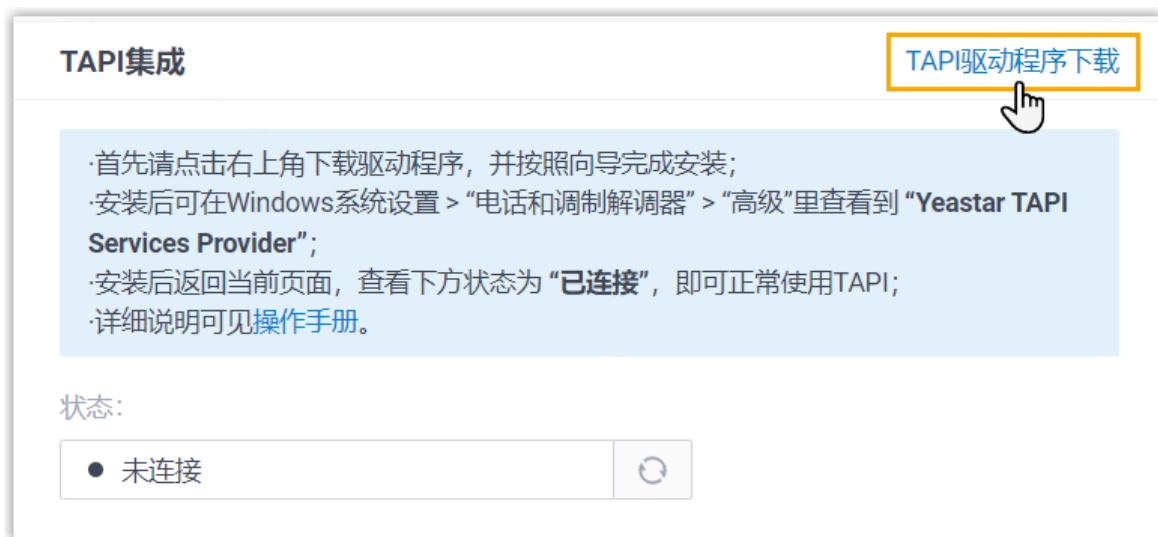 TAPI集成
TAPI驱动程序下载
·首先请点击右上角下载驱动程序，并按照向导完成安装；
·安装后可在Windows系统设置 > “电话和调制解调器” > “高级”里查看到 “Yeastar TAPI
Services Provider”；
·安装后返回当前页面，查看下方状态为 “已连接”，即可正常使用TAPI；
·详细说明可见操作手册。
状态：
未连接